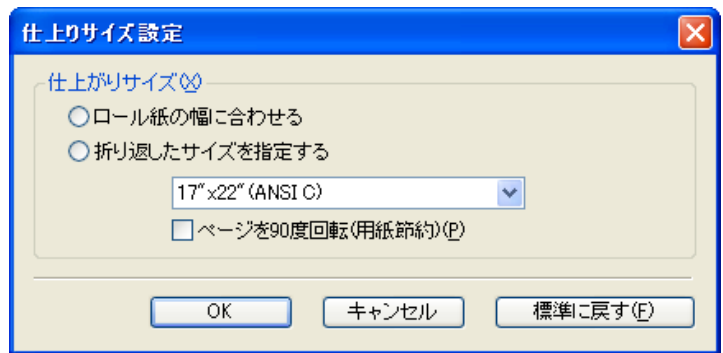 仕上りサイズ設定
仕上がりサイズ(X)
ロール紙の幅に合わせる
折り返したサイズを指定する
17"x22"(ANSI C)
ページを90度回転(用紙節約)(P)
OK キャンセル 標準に戻す(F)